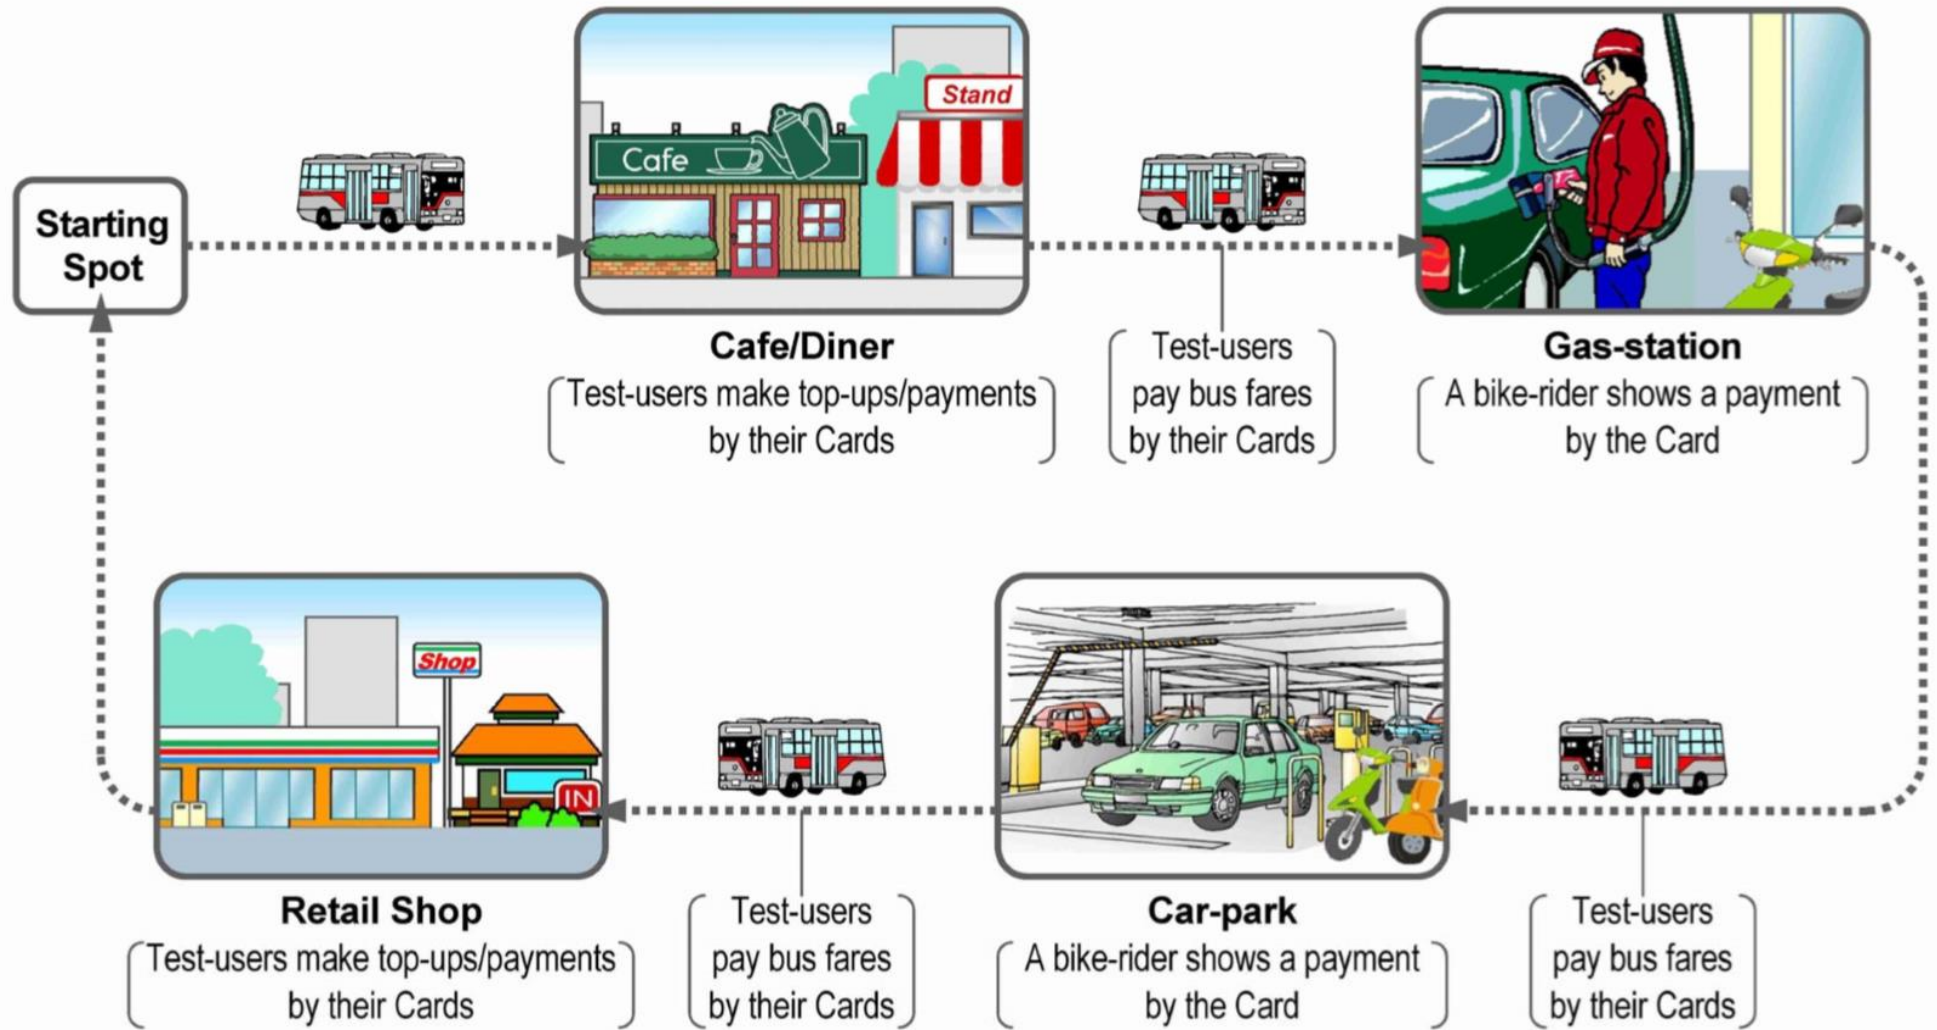 Starting
Spot
Cafe
Stand
Cafe/Diner
Test-users make top-ups/payments
by their Cards
Test-users
pay bus fares
by their Cards
Gas-station
A bike-rider shows a payment
by the Card
Shop
IN
Retail Shop
Test-users make top-ups/payments
by their Cards
Test-users
pay bus fares
by their Cards
Car-park
A bike-rider shows a payment
by the Card
Test-users
pay bus fares
by their Cards